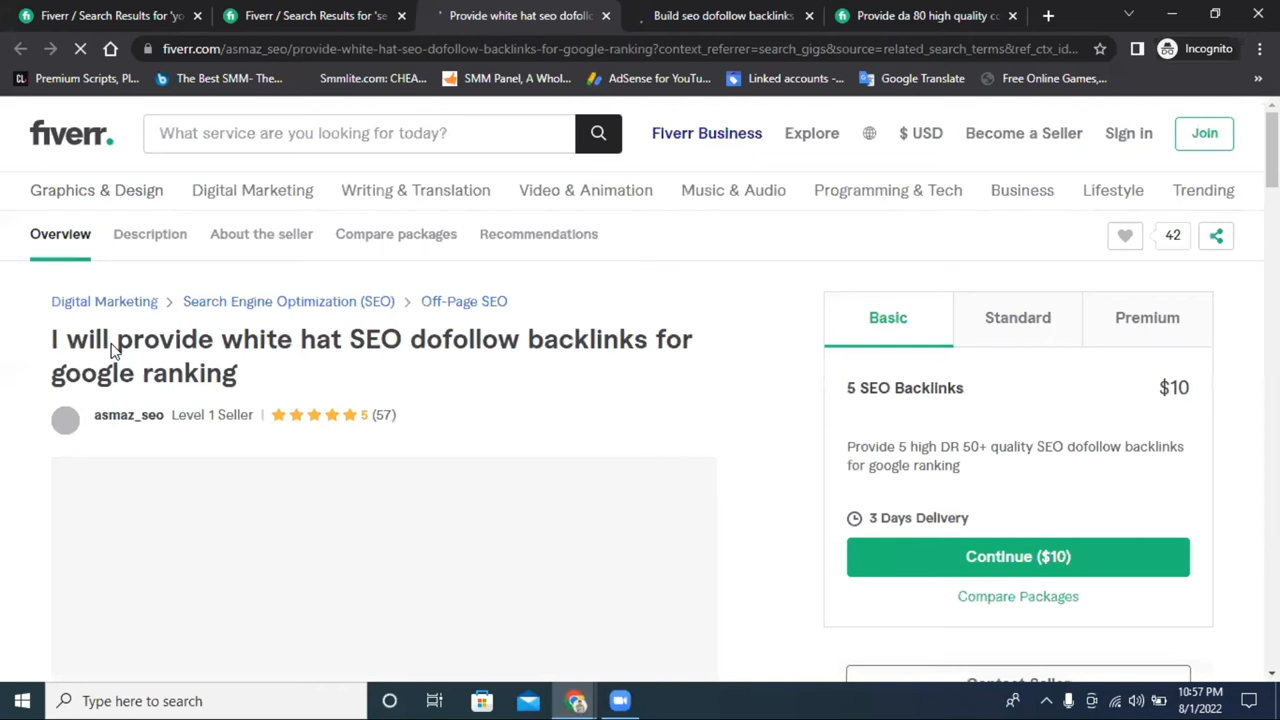 Fiverr / Search Results for 'yo
Fiverr / Search Results for 'se
Provide white hat seo dofoll
Build seo dofollow backlinks
Provide da 80 high quality co
fiverr.com/asmaz_seo/provide-white-hat-seo-dofollow-backlinks-for-google-ranking?context_referrer=search_gigs&source=related_search_terms&ref_ctx_id...
Incognito
Premium Scripts, Pl...
The Best SMM- The...
Smmlite.com: CHEA...
SMM Panel, A Whol...
AdSense for YouTu...
Linked accounts -...
Google Translate
Free Online Games,...
»
fiverr.
What service are you looking for today?
Fiverr Business
Explore
$ USD
Become a Seller
Sign in
Join
Graphics & Design
Digital Marketing
Writing & Translation
Video & Animation
Music & Audio
Programming & Tech
Business
Lifestyle
Trending
Overview
Description
About the seller
Compare packages
Recommendations
42
Digital Marketing > Search Engine Optimization (SEO) > Off-Page SEO
I will provide white hat SEO dofollow backlinks for
google ranking
asmaz_seo Level 1 Seller | 5 (57)
Basic
Standard
Premium
5 SEO Backlinks
$10
Provide 5 high DR 50+ quality SEO dofollow backlinks
for google ranking
3 Days Delivery
Continue ($10)
Compare Packages
Contact Seller
Type here to search
10:57 PM
8/1/2022